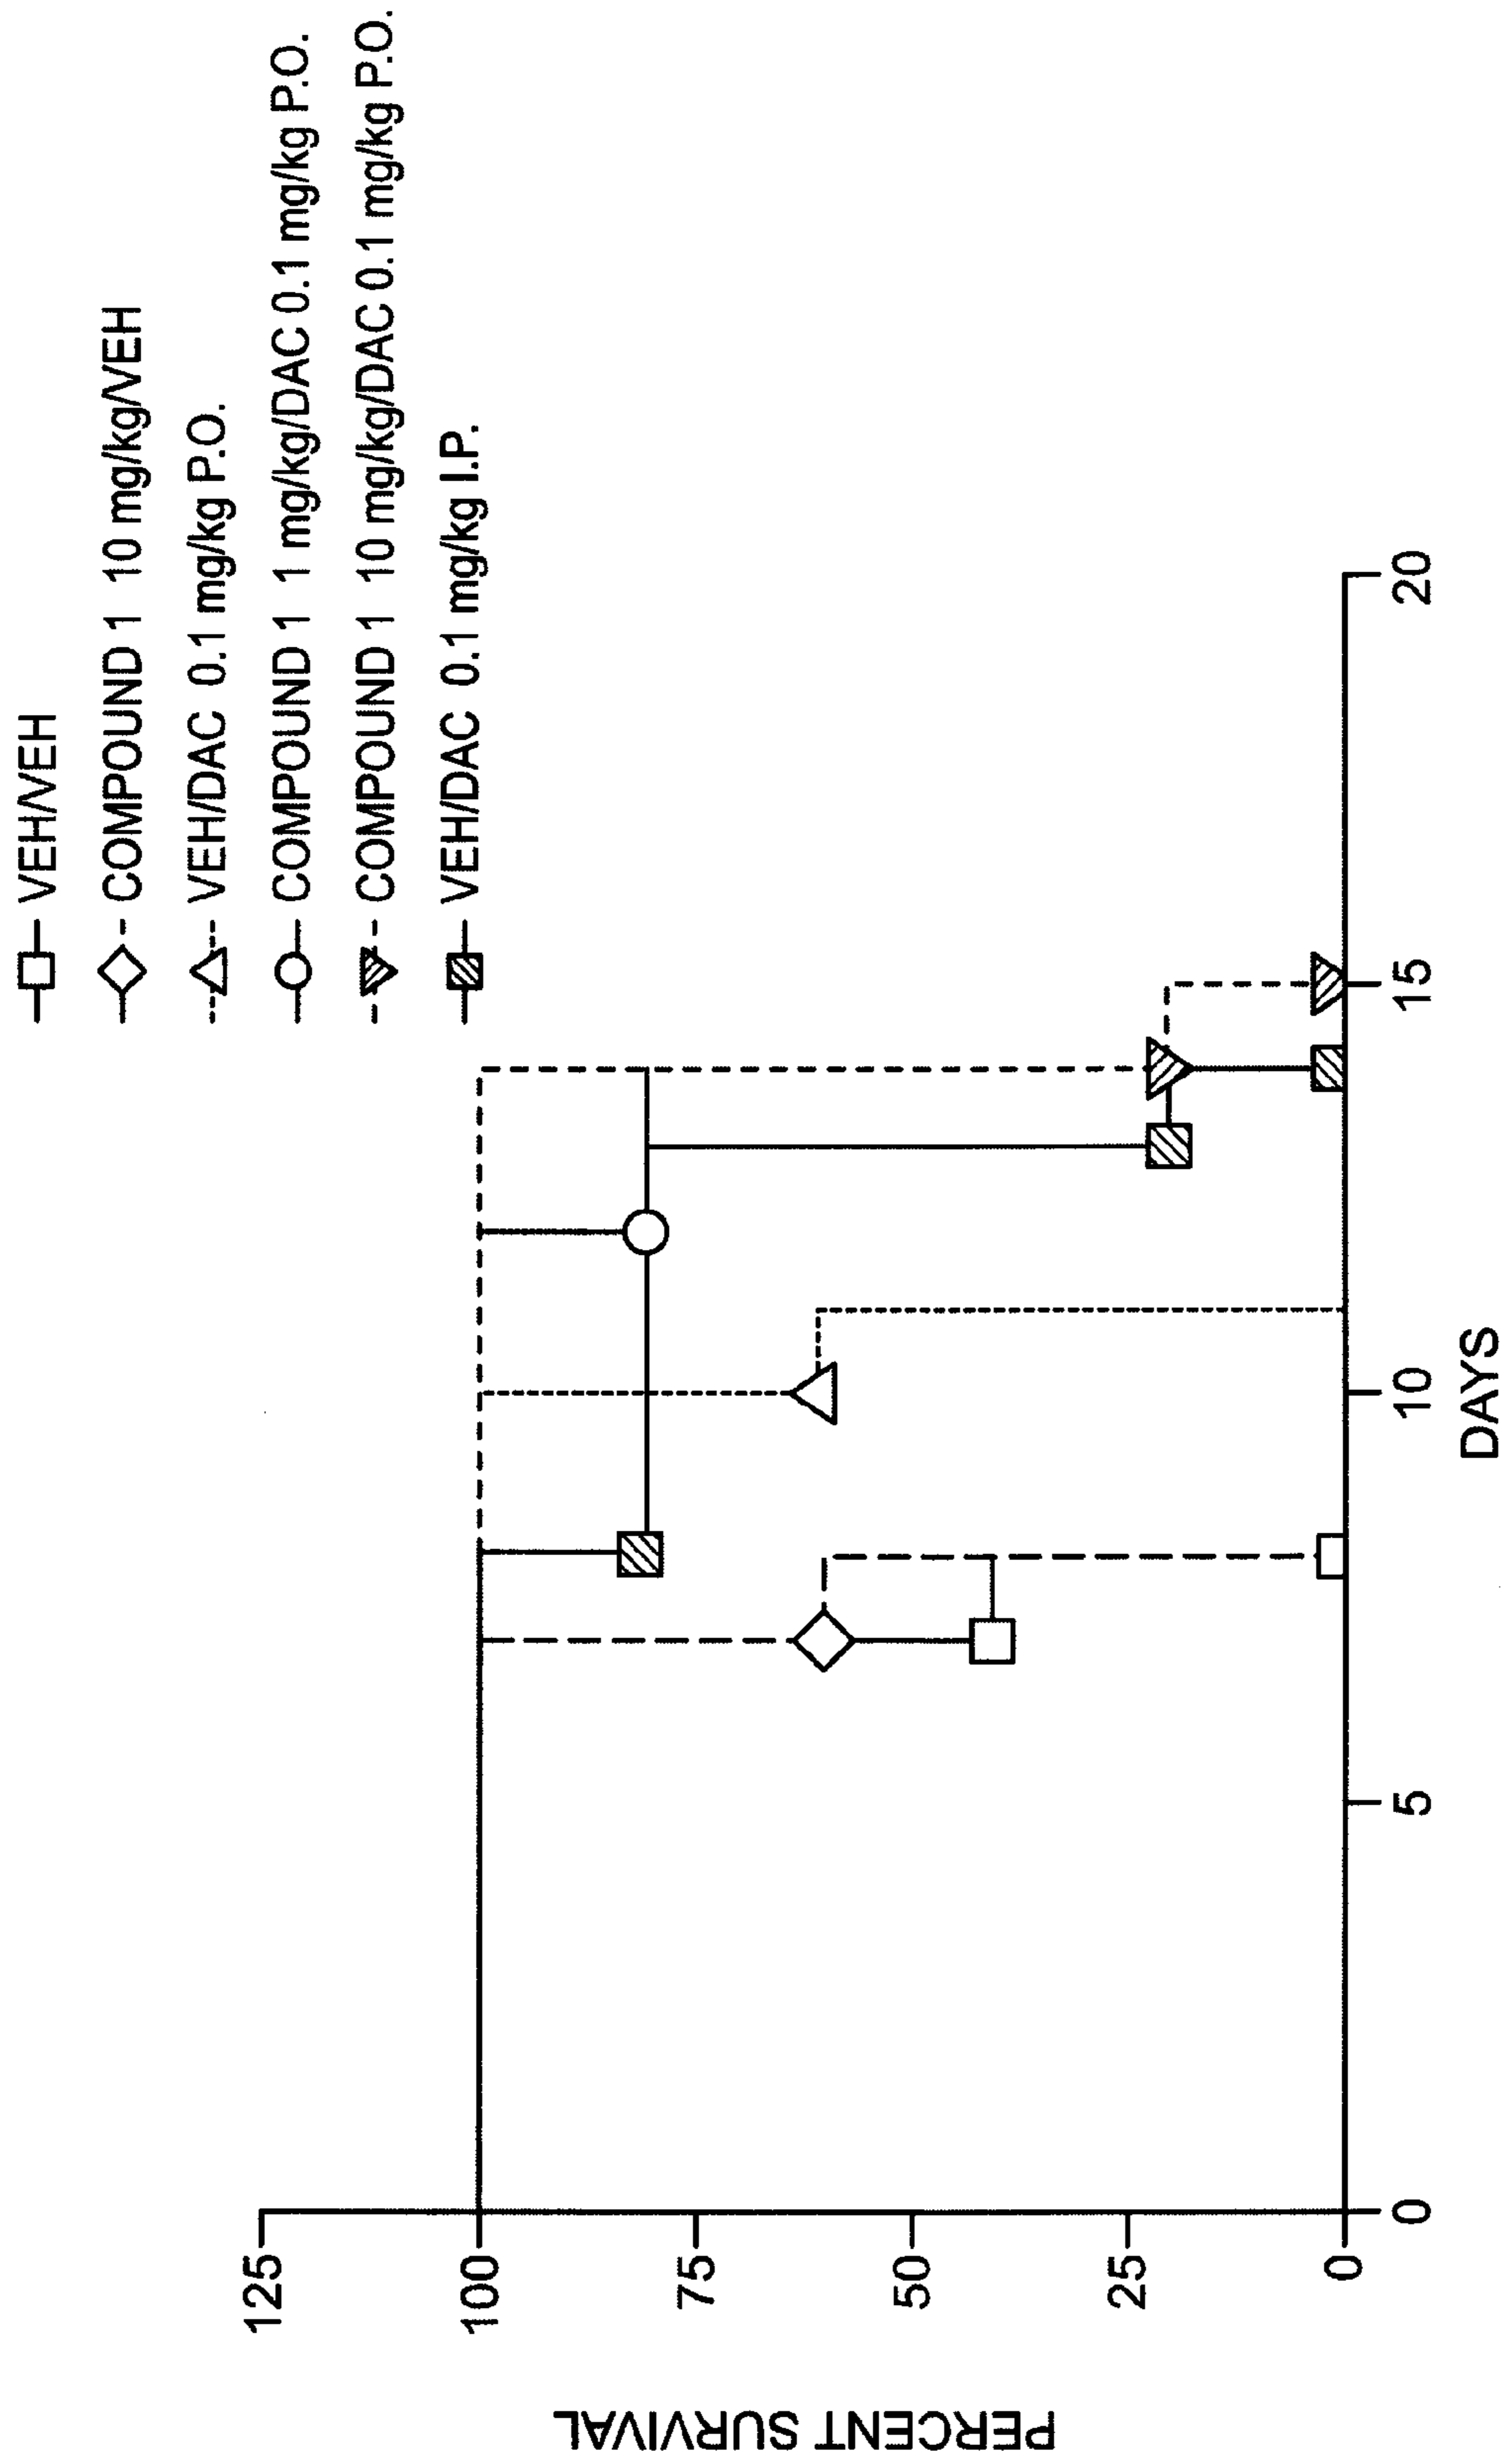 VEH/VEH
COMPOUND 1 10 mg/kg/VEH
VEH/DAC 0.1 mg/kg P.O.
COMPOUND 1 1 mg/kg/DAC 0.1 mg/kg P.O.
COMPOUND 1 10 mg/kg/DAC 0.1 mg/kg P.O.
VEH/DAC 0.1 mg/kg I.P.
PERCENT SURVIVAL
125
100
75
50
25
0
0
5
10
15
20
DAYS